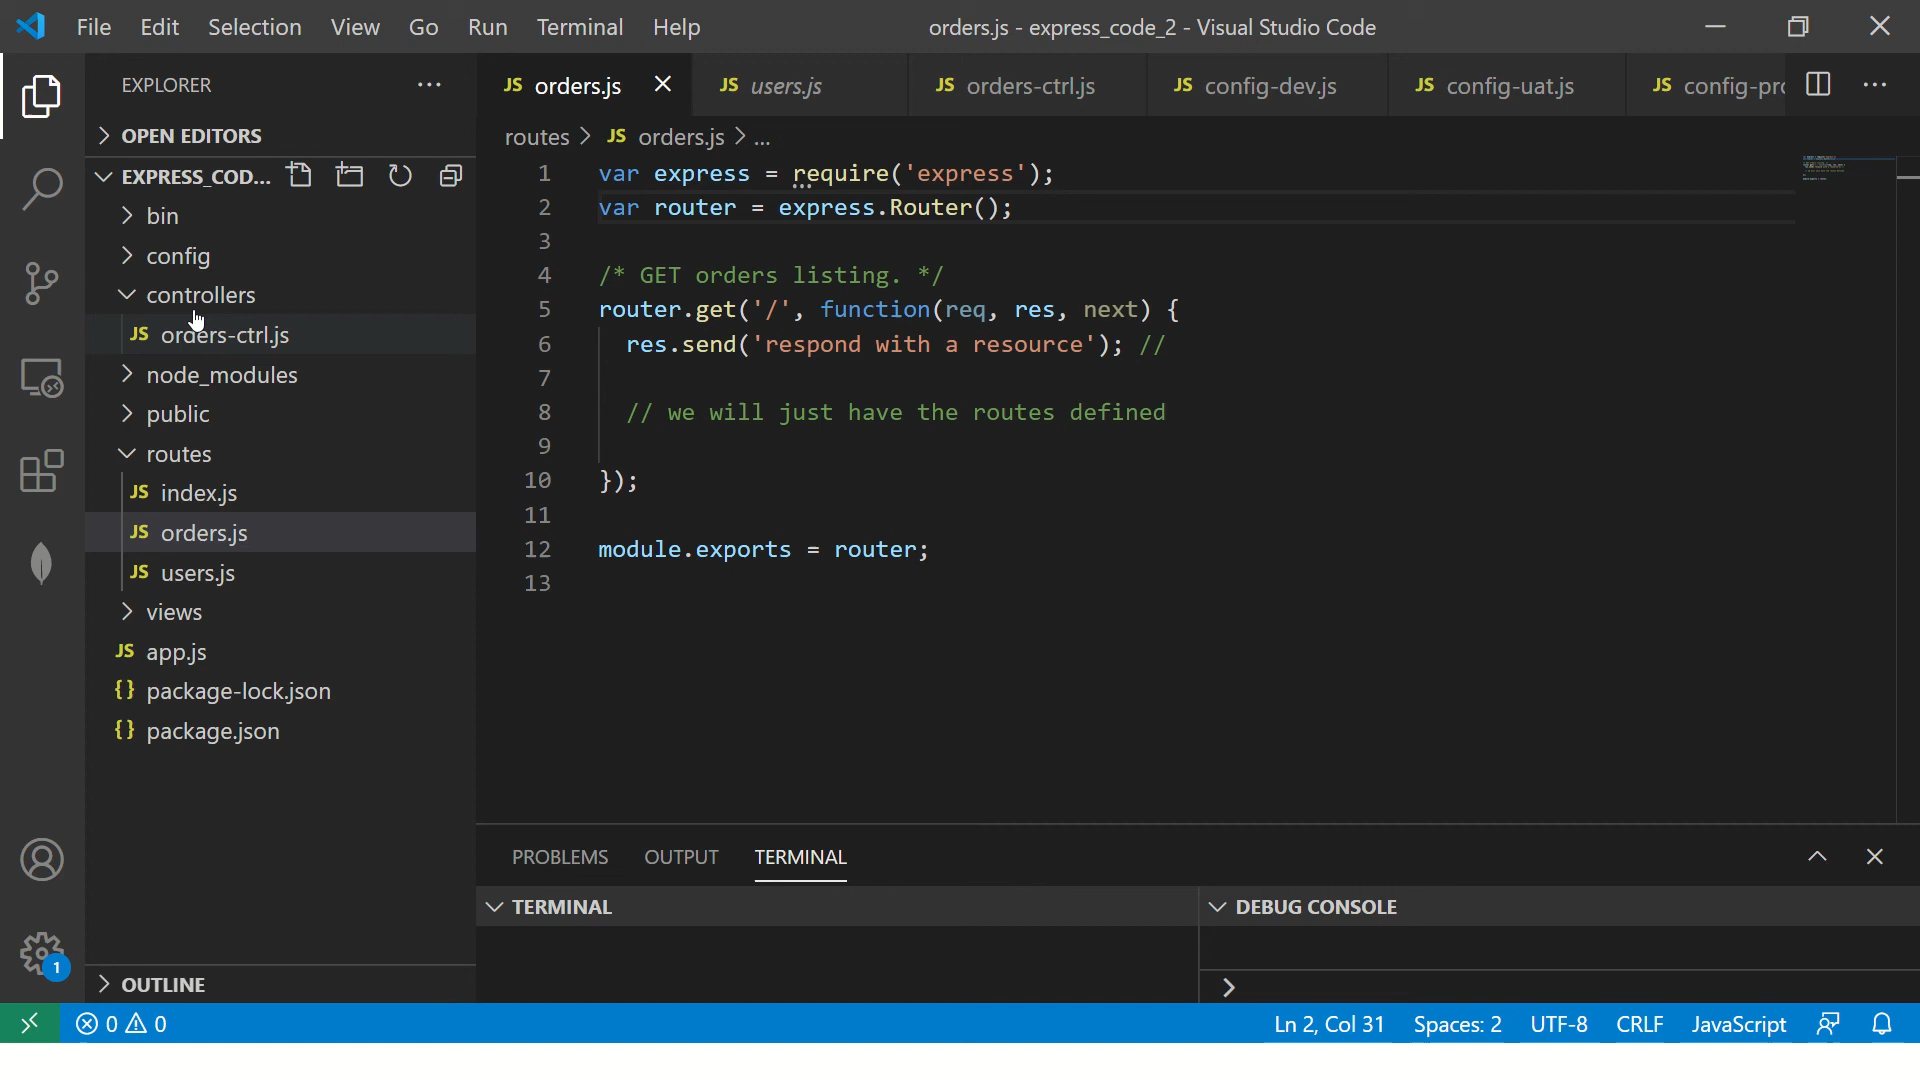 File Edit Selection View Go Run Terminal Help
orders.js - express_code_2 - Visual Studio Code
EXPLORER
OPEN EDITORS
EXPRESS_COD...
bin
config
controllers
JS orders-ctrl.js
node_modules
public
routes
JS index.js
JS orders.js
JS users.js
views
JS app.js
{} package-lock.json
{} package.json
OUTLINE
JS orders.js JS users.js JS orders-ctrl.js JS config-dev.js JS config-uat.js JS config-pro
routes > JS orders.js > ...
1 var express = require('express');
2 var router = express.Router();
3
4 /* GET orders listing. */
5 router.get('/', function(req, res, next) {
6 res.send('respond with a resource'); //
7
8 // we will just have the routes defined
9
10 });
11
12 module.exports = router;
13
PROBLEMS OUTPUT TERMINAL
TERMINAL
DEBUG CONSOLE
1
0 0
Ln 2, Col 31 Spaces: 2 UTF-8 CRLF JavaScript